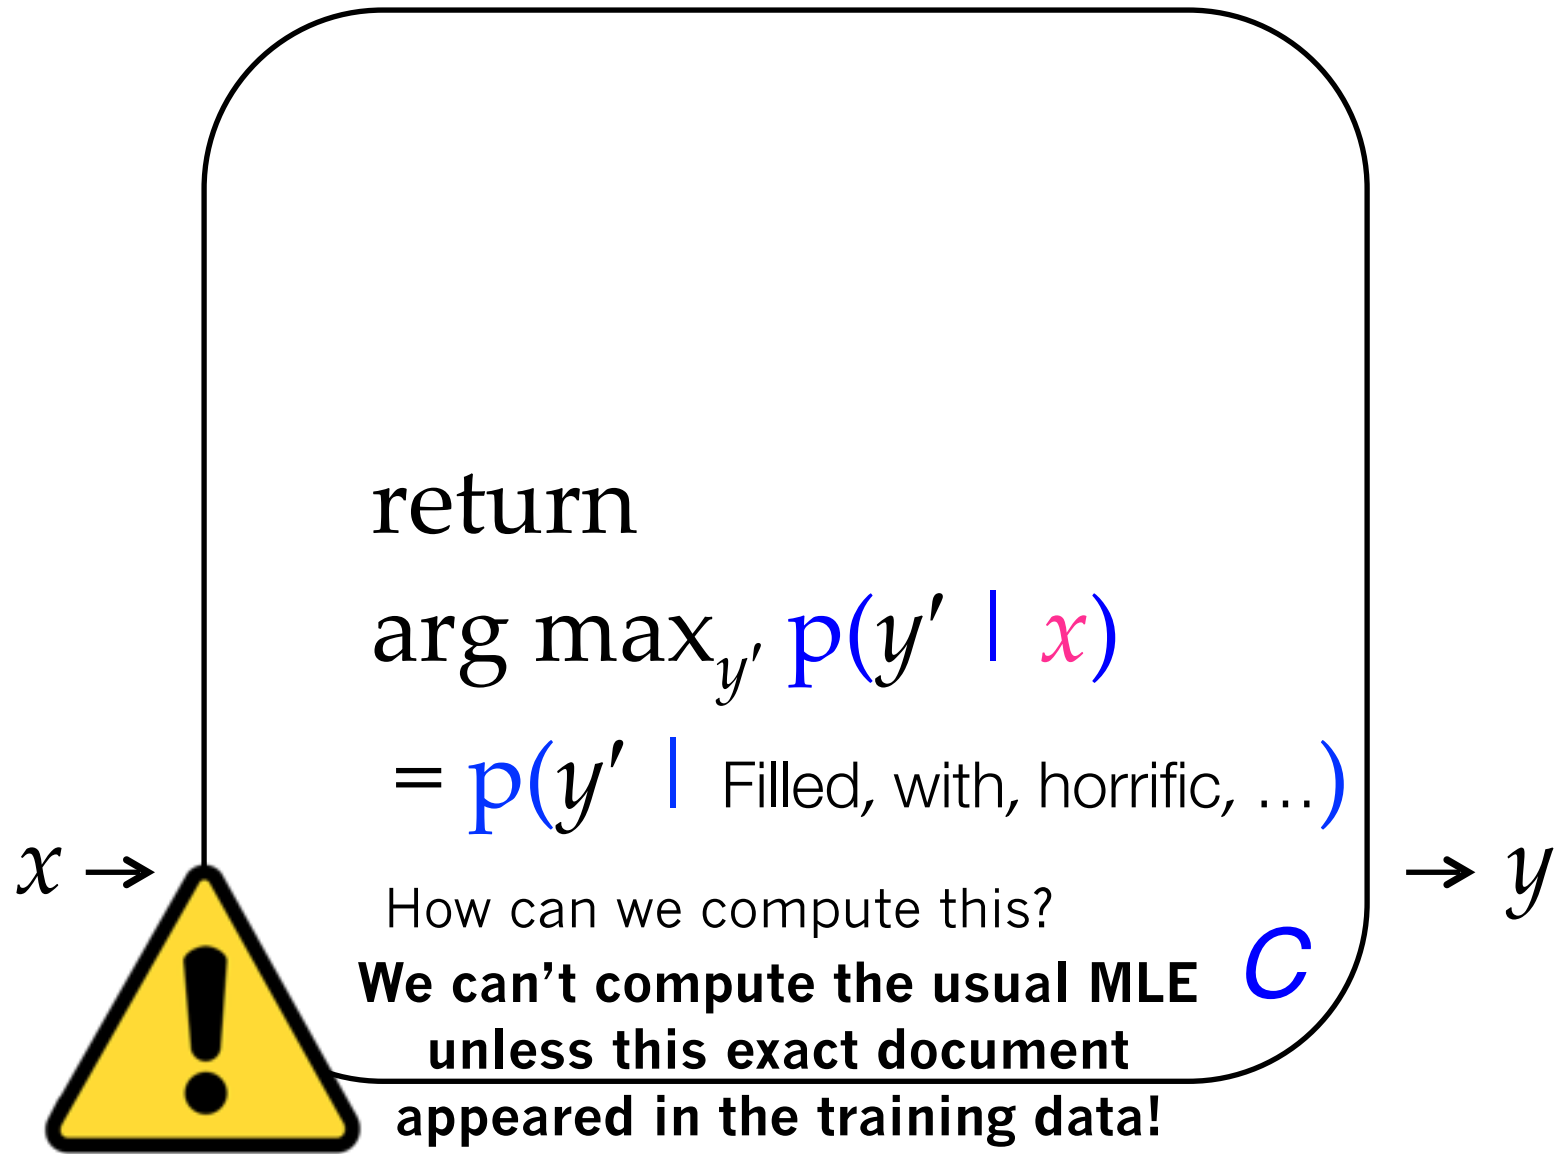 return
arg max_y′ p(y′ | x)
= p(y′ | Filled, with, horrific, …)
x → → y
How can we compute this?
C
We can’t compute the usual MLE
unless this exact document
appeared in the training data!